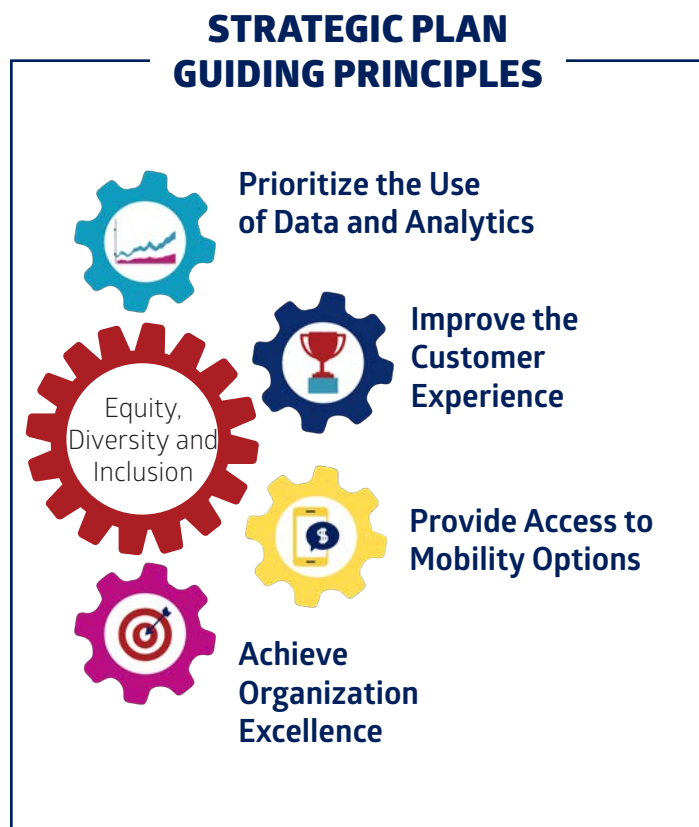 STRATEGIC PLAN
GUIDING PRINCIPLES
Prioritize the Use
of Data and Analytics
Improve the
Customer
Experience
Equity,
Diversity and
Inclusion
$
Provide Access to
Mobility Options
Achieve
Organization
Excellence